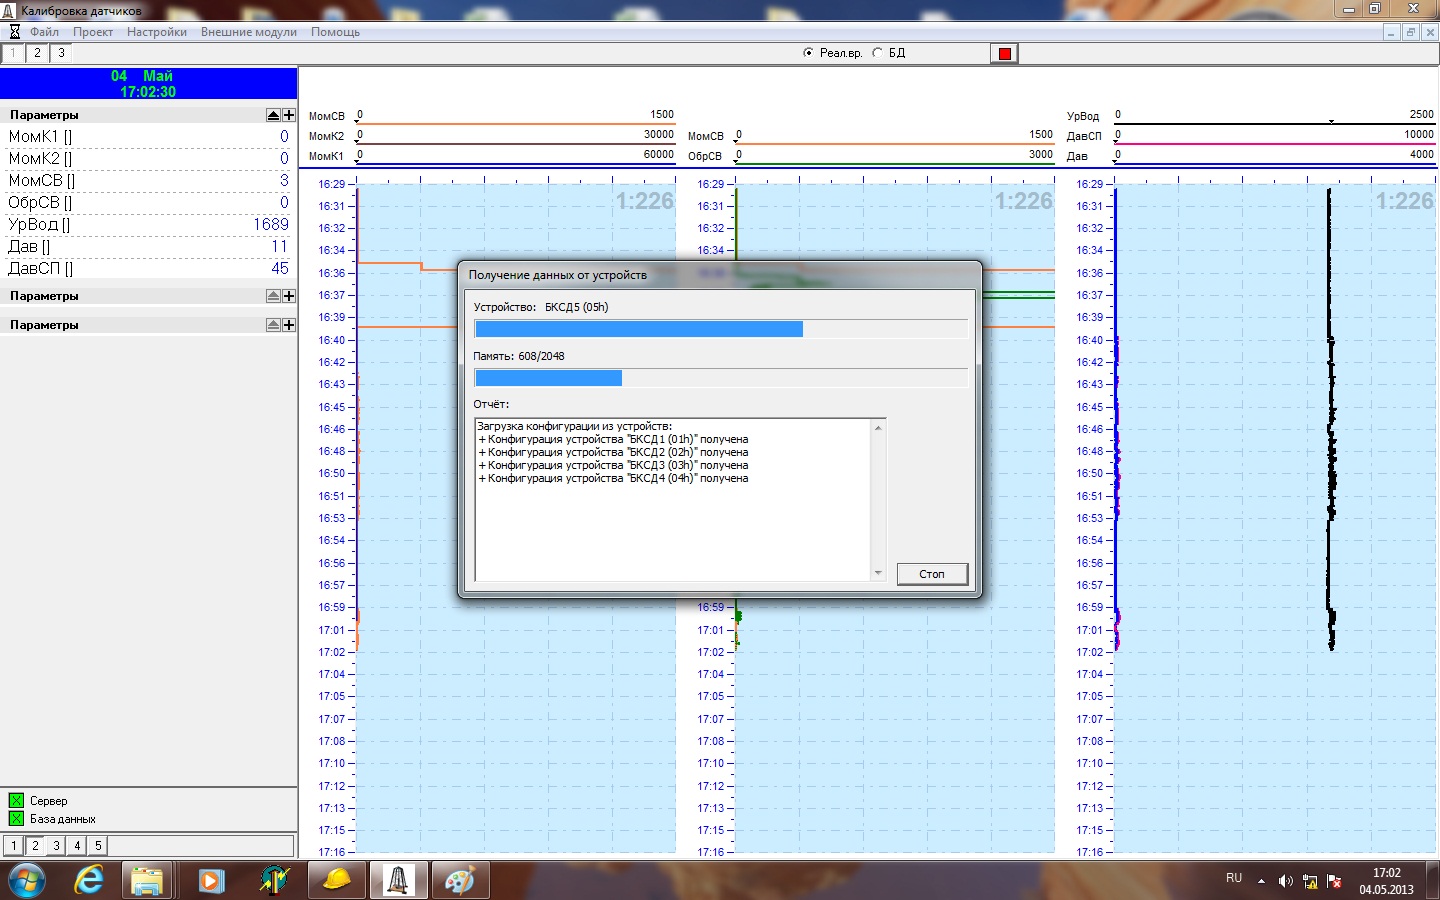 Калибровка датчиков
Файл Проект Настройки Внешние модули Помощь
1 2 3
Реал.вр. БД
04 Май
17:02:30
Параметры
МомК1 [] 0
МомК2 [] 0
МомСВ [] 3
ОбрСВ [] 0
УрВод [] 1689
Дав [] 11
ДавСП [] 45
Параметры
Параметры
МомСВ 0 1500
МомК2 0 30000
МомК1 0 60000
МомСВ 0 1500
ОбрСВ 0 3000
УрВод 0 2500
ДавСП 0 10000
Дав 0 4000
1:226
16:29
16:31
16:32
16:34
16:36
16:37
16:39
16:40
16:42
16:43
16:45
16:46
16:48
16:50
16:51
16:53
16:54
16:56
16:57
16:59
17:01
17:02
17:04
17:05
17:07
17:08
17:10
17:12
17:13
17:15
17:16
1:226
16:29
16:31
16:32
16:34
16:59
17:01
17:02
17:04
17:05
17:07
17:08
17:10
17:12
17:13
17:15
17:16
1:226
16:29
16:31
16:32
16:34
16:36
16:37
16:39
16:40
16:42
16:43
16:45
16:46
16:48
16:50
16:51
16:53
16:54
16:56
16:57
16:59
17:01
17:02
17:04
17:05
17:07
17:08
17:10
17:12
17:13
17:15
17:16
Получение данных от устройств
Устройство: БКСД5 (05h)
Память: 608/2048
Отчёт:
Загрузка конфигурации из устройств:
+ Конфигурация устройства "БКСД1 (01h)" получена
+ Конфигурация устройства "БКСД2 (02h)" получена
+ Конфигурация устройства "БКСД3 (03h)" получена
+ Конфигурация устройства "БКСД4 (04h)" получена
Стоп
Сервер
База данных
1 2 3 4 5
RU
17:02
04.05.2013